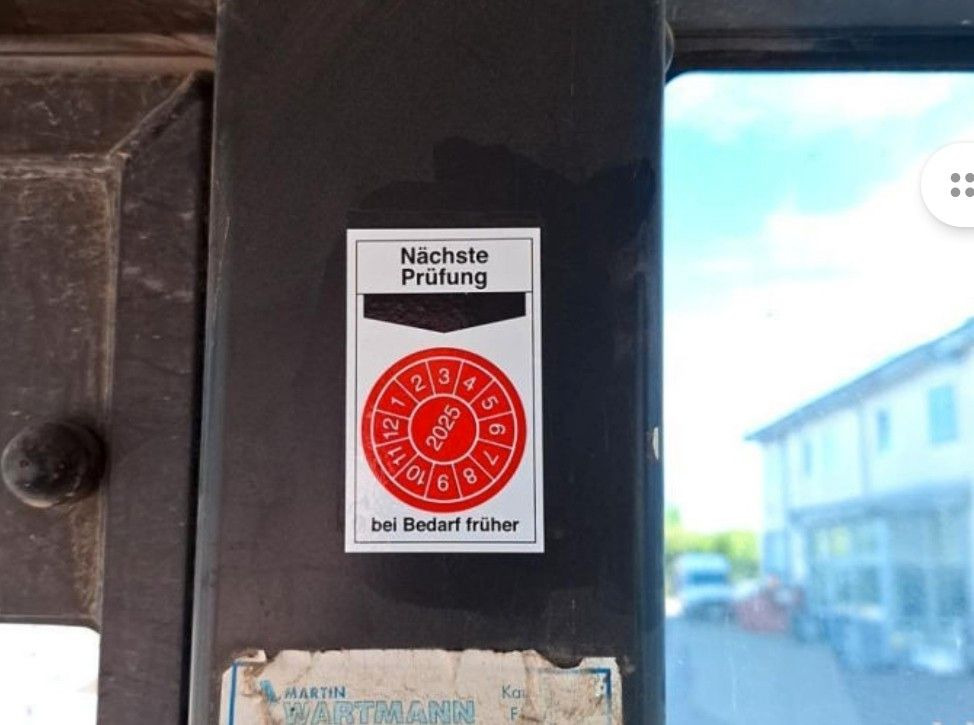 Nächste
Prüfung
1 2 3 4 5 6 7 8 9 10 11 12
2025
bei Bedarf früher
MARTIN
WARTMANN